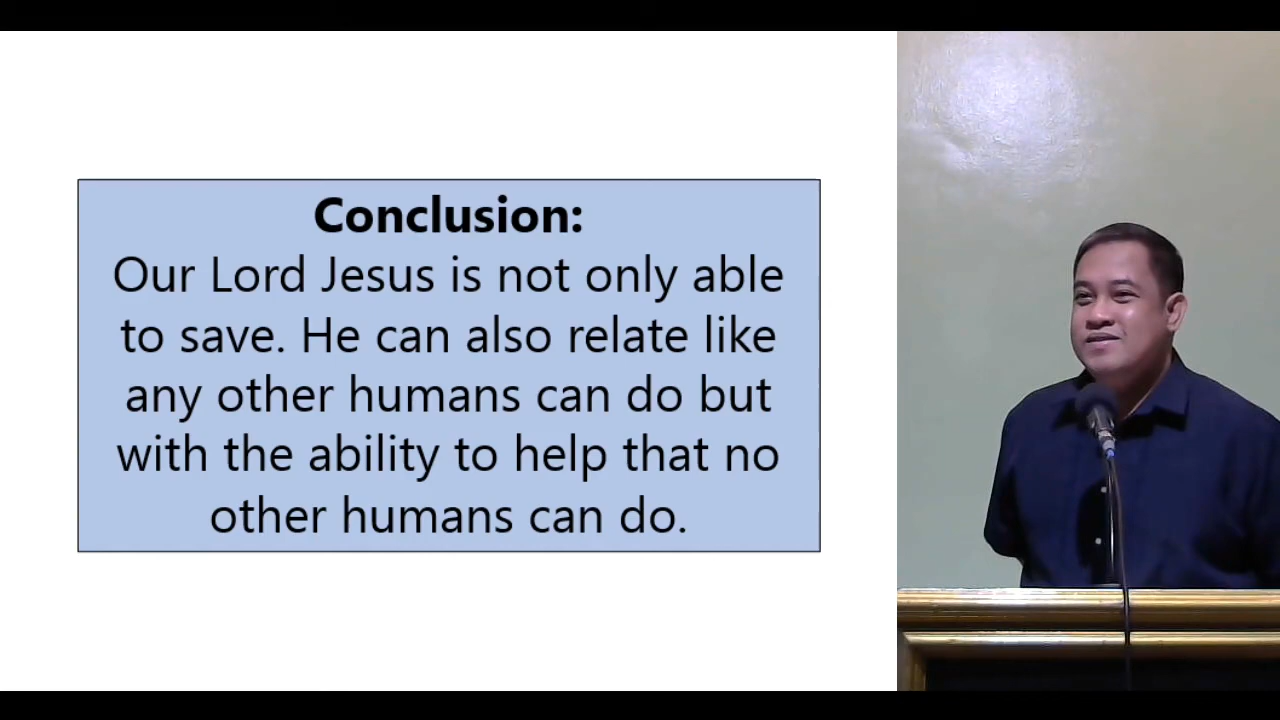 Conclusion:
Our Lord Jesus is not only able
to save. He can also relate like
any other humans can do but
with the ability to help that no
other humans can do.